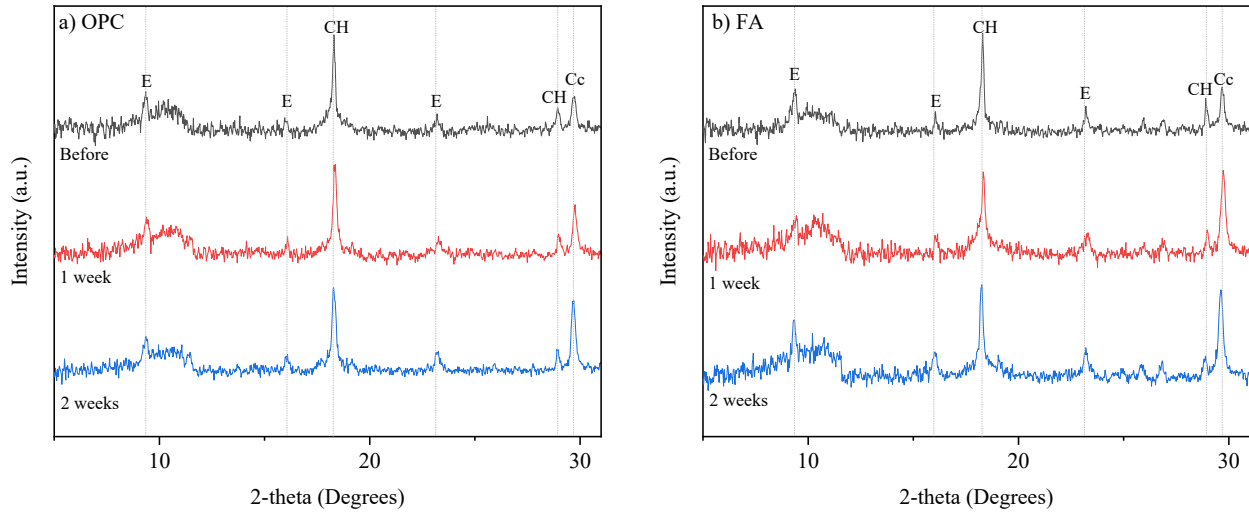 a) OPC
CH
E
E
E
CH
Cc
Before
1 week
2 weeks
10
20
30
2-theta (Degrees)
Intensity (a.u.)
b) FA
CH
E
E
E
CH
Cc
Before
1 week
2 weeks
10
20
30
2-theta (Degrees)
Intensity (a.u.)